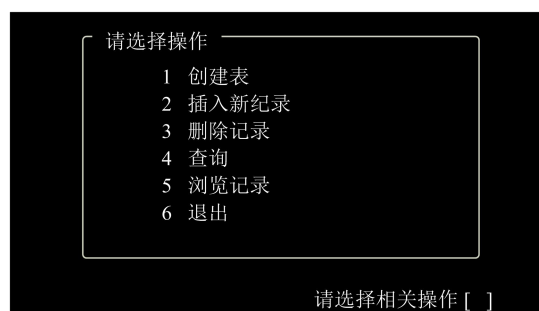 请选择操作
1 创建表
2 插入新纪录
3 删除记录
4 查询
5 浏览记录
6 退出
请选择相关操作 [ ]